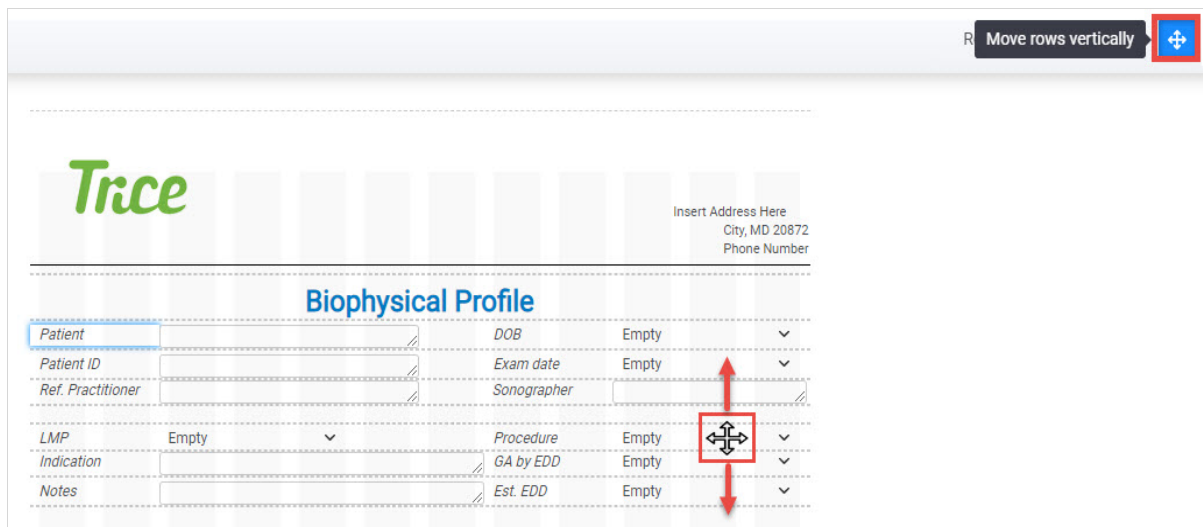 R Move rows vertically
Trice
Insert Address Here
City, MD 20872
Phone Number
Biophysical Profile
Patient DOB Empty
Patient ID Exam date Empty
Ref. Practitioner Sonographer
LMP Empty Procedure Empty
Indication GA by EDD Empty
Notes Est. EDD Empty